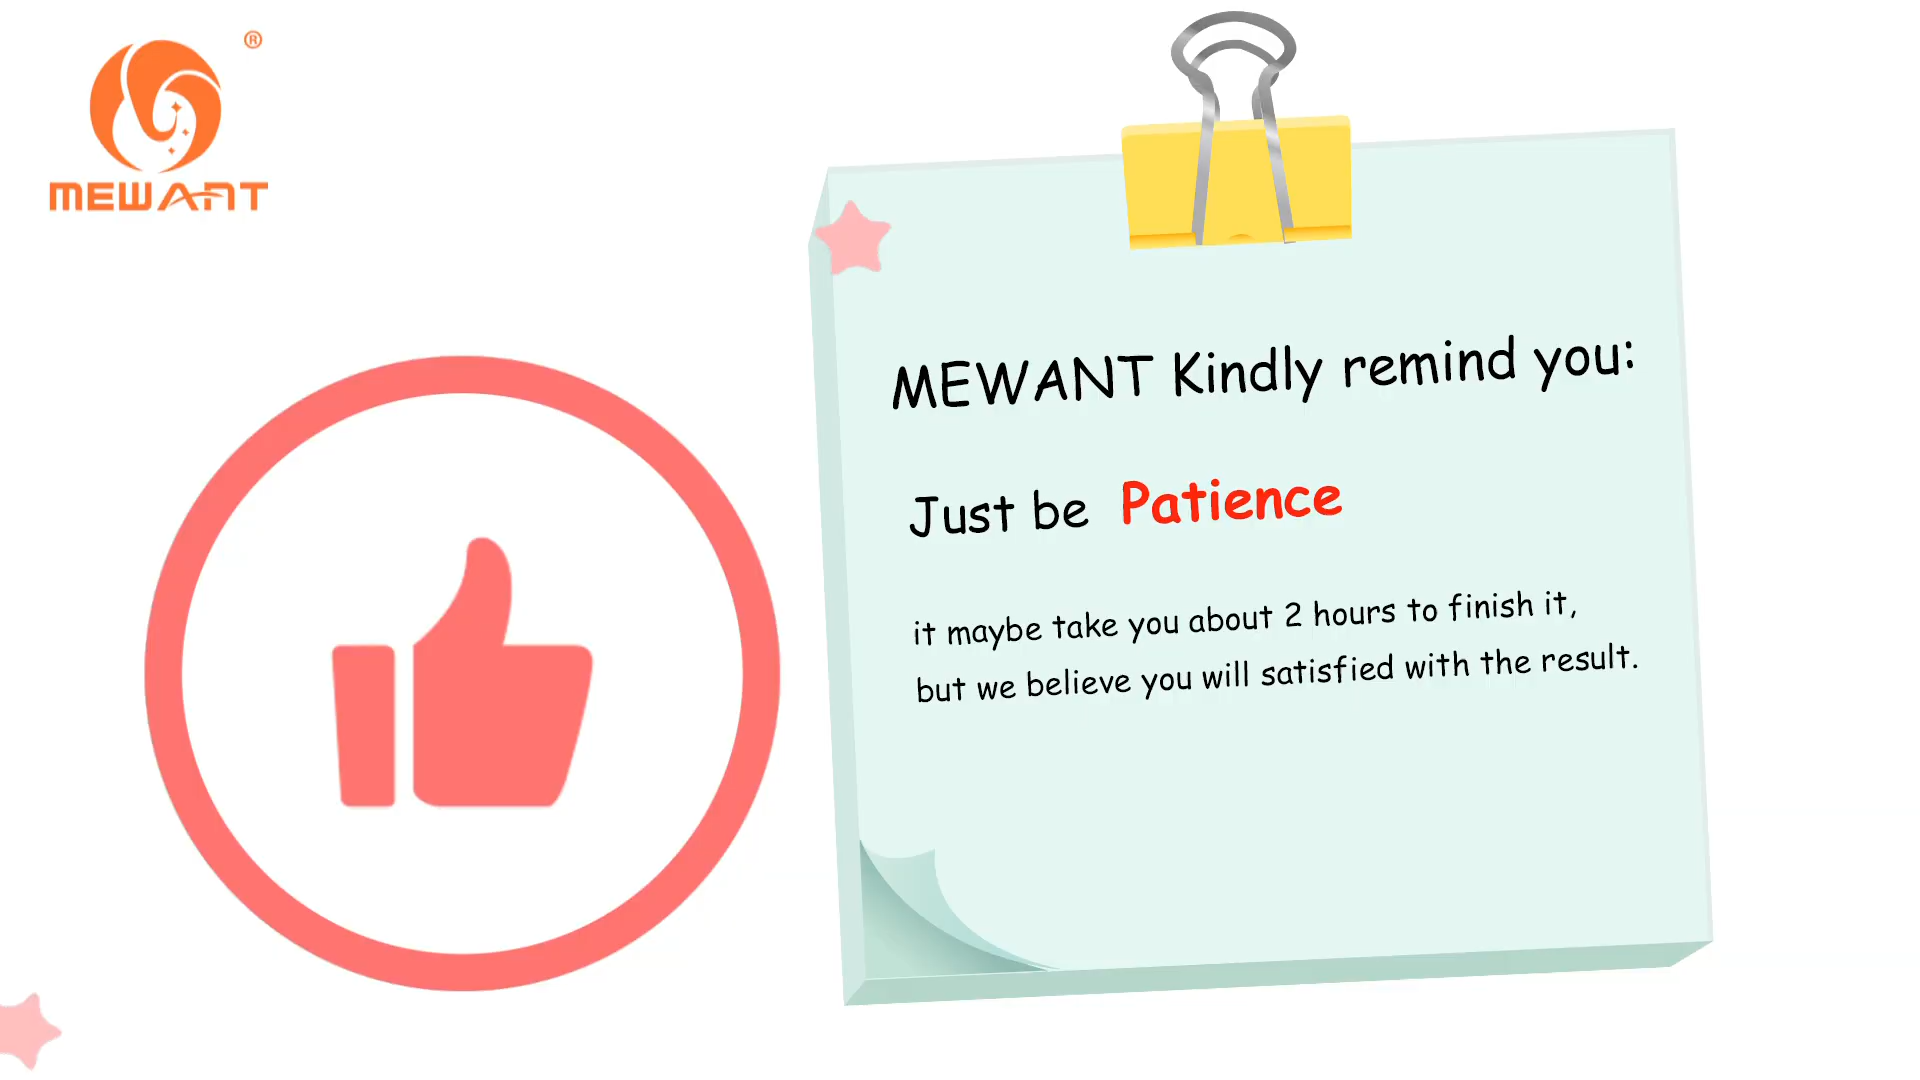 ®
MEWANT
MEWANT Kindly remind you:
Just be Patience
it maybe take you about 2 hours to finish it,
but we believe you will satisfied with the result.